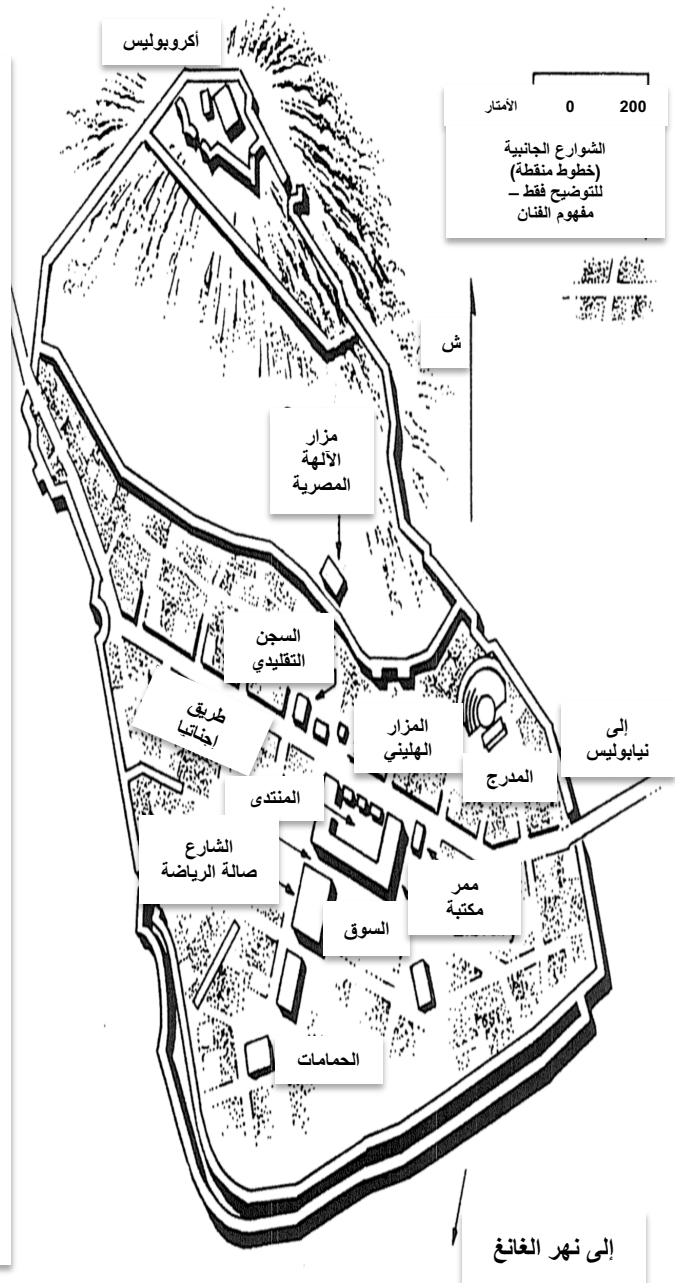 أكروبوليس
الأمتار 0 200
الشوارع الجانبية
(خطوط منقطة)
للتوضيح فقط –
مفهوم الفنان
ش
مزار
الآلهة
المصرية
السجن
التقليدي
طريق
اجناتيا
المزار
الهليني
المدرج
إلى
نيابوليس
المنتدى
الشارع
صالة الرياضة
ممر
مكتبة
السوق
الحمامات
إلى نهر الغانغ